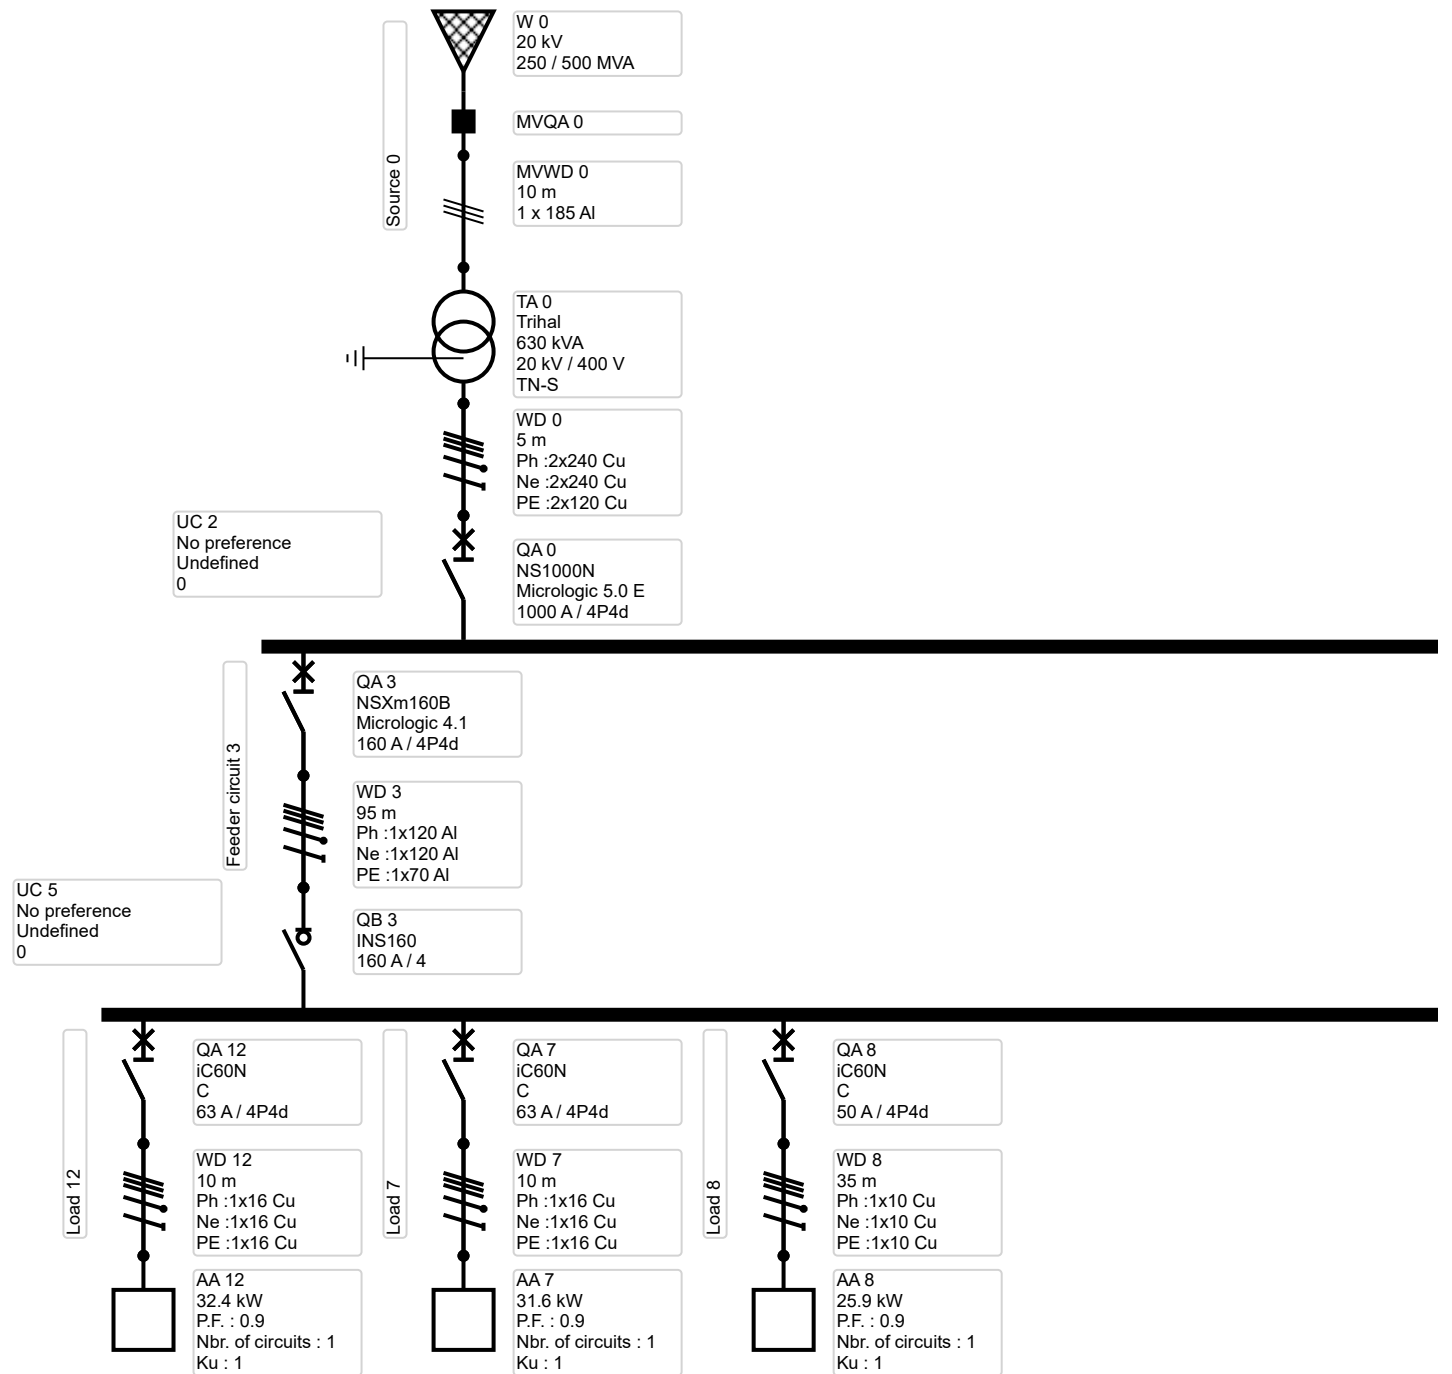 W 0
20 kV
250 / 500 MVA
Source 0
MVQA 0
MVWD 0
10 m
1 x 185 Al
TA 0
Trihal
630 kVA
20 kV / 400 V
TN-S
WD 0
5 m
Ph :2x240 Cu
Ne :2x240 Cu
PE :2x120 Cu
UC 2
No preference
Undefined
0
QA 0
NS1000N
Micrologic 5.0 E
1000 A / 4P4d
Feeder circuit 3
QA 3
NSXm160B
Micrologic 4.1
160 A / 4P4d
WD 3
95 m
Ph :1x120 Al
Ne :1x120 Al
PE :1x70 Al
UC 5
No preference
Undefined
0
QB 3
INS160
160 A / 4
Load 12
QA 12
iC60N
C
63 A / 4P4d
WD 12
10 m
Ph :1x16 Cu
Ne :1x16 Cu
PE :1x16 Cu
AA 12
32.4 kW
P.F. : 0.9
Nbr. of circuits : 1
Ku : 1
Load 7
QA 7
iC60N
C
63 A / 4P4d
WD 7
10 m
Ph :1x16 Cu
Ne :1x16 Cu
PE :1x16 Cu
AA 7
31.6 kW
P.F. : 0.9
Nbr. of circuits : 1
Ku : 1
Load 8
QA 8
iC60N
C
50 A / 4P4d
WD 8
35 m
Ph :1x10 Cu
Ne :1x10 Cu
PE :1x10 Cu
AA 8
25.9 kW
P.F. : 0.9
Nbr. of circuits : 1
Ku : 1